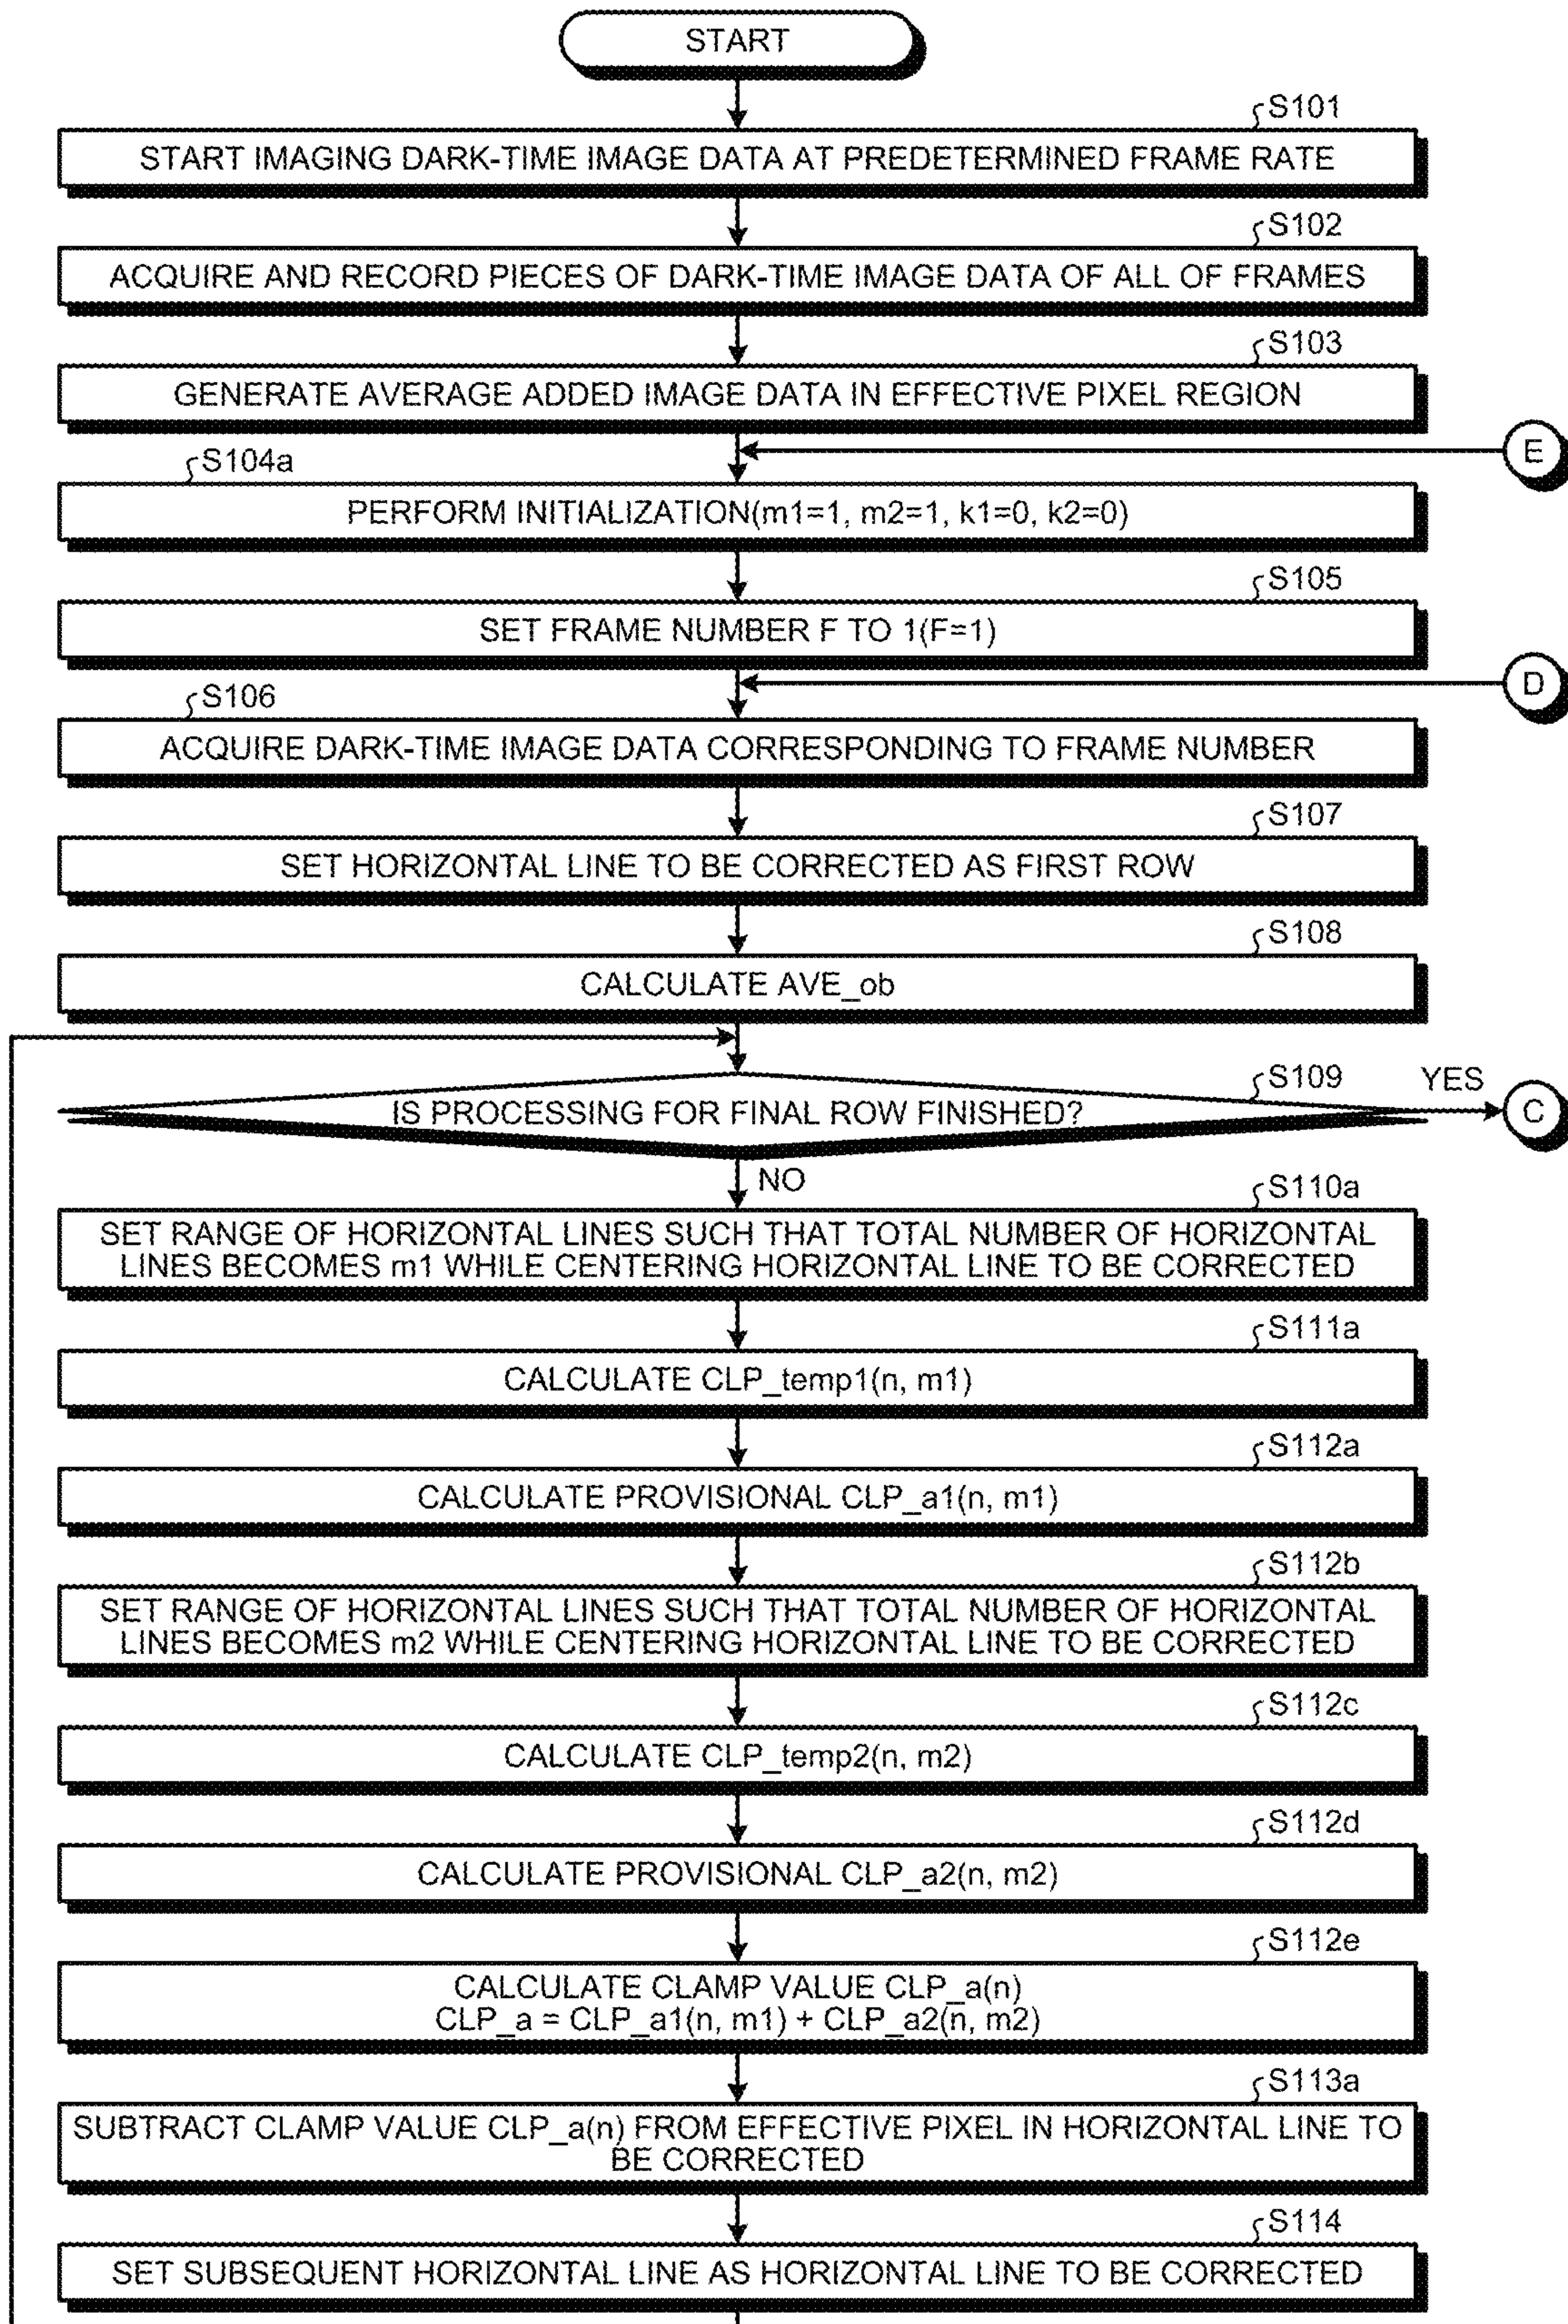 START
S101
START IMAGING DARK-TIME IMAGE DATA AT PREDETERMINED FRAME RATE
S102
ACQUIRE AND RECORD PIECES OF DARK-TIME IMAGE DATA OF ALL OF FRAMES
S103
GENERATE AVERAGE ADDED IMAGE DATA IN EFFECTIVE PIXEL REGION
E
S104a
PERFORM INITIALIZATION(m1=1, m2=1, k1=0, k2=0)
S105
SET FRAME NUMBER F TO 1(F=1)
D
S106
ACQUIRE DARK-TIME IMAGE DATA CORRESPONDING TO FRAME NUMBER
S107
SET HORIZONTAL LINE TO BE CORRECTED AS FIRST ROW
S108
CALCULATE AVE_ob
S109
YES
IS PROCESSING FOR FINAL ROW FINISHED?
C
NO
S110a
SET RANGE OF HORIZONTAL LINES SUCH THAT TOTAL NUMBER OF HORIZONTAL
LINES BECOMES m1 WHILE CENTERING HORIZONTAL LINE TO BE CORRECTED
S111a
CALCULATE CLP_temp1(n, m1)
S112a
CALCULATE PROVISIONAL CLP_a1(n, m1)
S112b
SET RANGE OF HORIZONTAL LINES SUCH THAT TOTAL NUMBER OF HORIZONTAL
LINES BECOMES m2 WHILE CENTERING HORIZONTAL LINE TO BE CORRECTED
S112c
CALCULATE CLP_temp2(n, m2)
S112d
CALCULATE PROVISIONAL CLP_a2(n, m2)
S112e
CALCULATE CLAMP VALUE CLP_a(n)
CLP_a = CLP_a1(n, m1) + CLP_a2(n, m2)
S113a
SUBTRACT CLAMP VALUE CLP_a(n) FROM EFFECTIVE PIXEL IN HORIZONTAL LINE TO
BE CORRECTED
S114
SET SUBSEQUENT HORIZONTAL LINE AS HORIZONTAL LINE TO BE CORRECTED